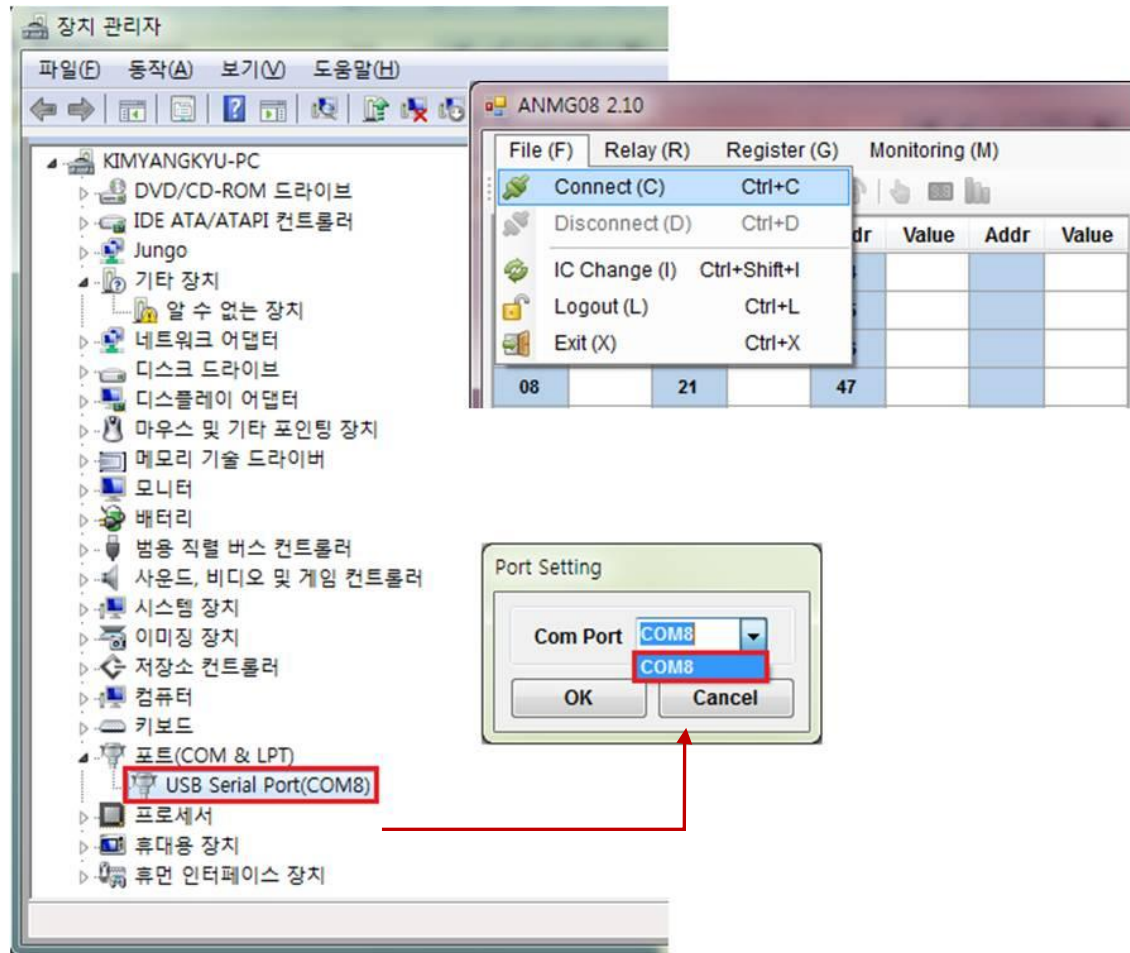 장치 관리자
파일(F) 동작(A) 보기(V) 도움말(H)
KIMYANGKYU-PC
DVD/CD-ROM 드라이브
IDE ATA/ATAPI 컨트롤러
Jungo
기타 장치
알 수 없는 장치
네트워크 어댑터
디스크 드라이브
디스플레이 어댑터
마우스 및 기타 포인팅 장치
메모리 기술 드라이버
모니터
배터리
범용 직렬 버스 컨트롤러
사운드, 비디오 및 게임 컨트롤러
시스템 장치
이미징 장치
저장소 컨트롤러
컴퓨터
키보드
포트(COM & LPT)
USB Serial Port(COM8)
프로세서
휴대용 장치
휴먼 인터페이스 장치
ANMG08 2.10
File (F) Relay (R) Register (G) Monitoring (M)
Connect (C) Ctrl+C
Disconnect (D) Ctrl+D
IC Change (I) Ctrl+Shift+I
Logout (L) Ctrl+L
Exit (X) Ctrl+X
dr Value Addr Value
08 21 47
Port Setting
Com Port COM8
COM8
OK Cancel